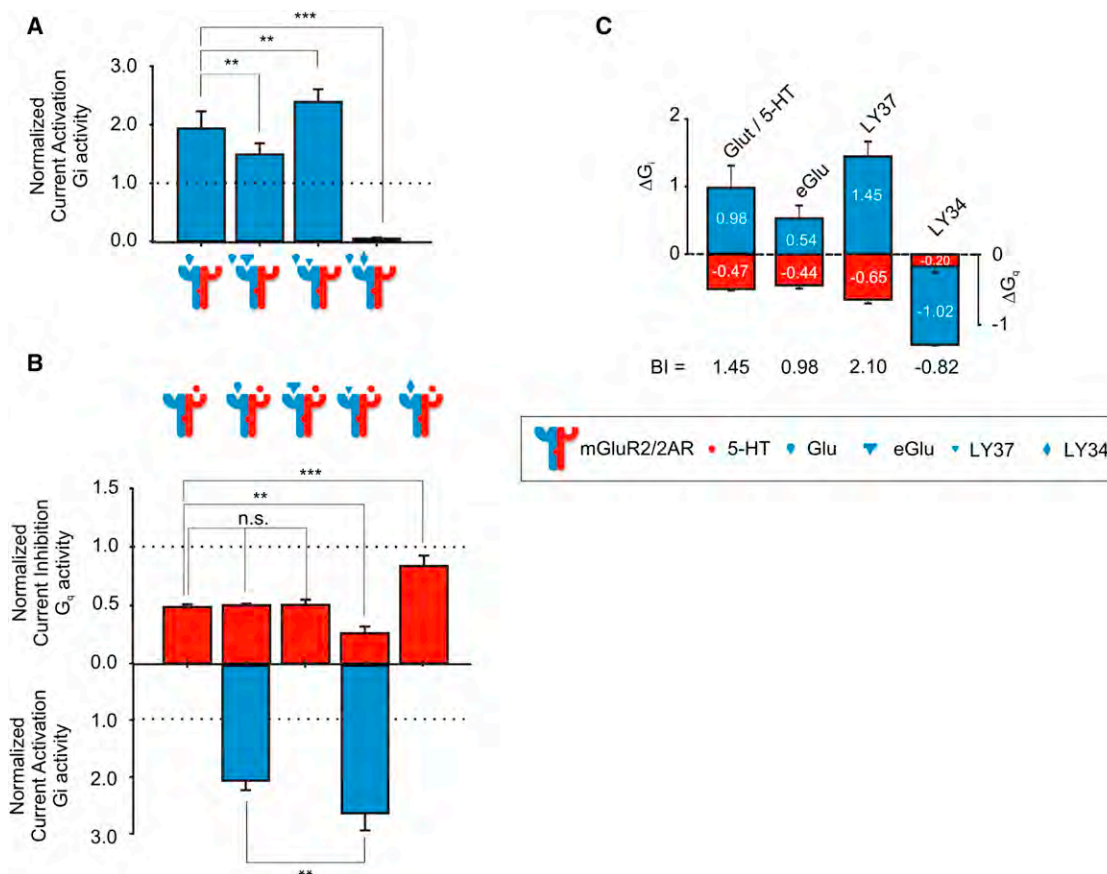 A
***
**
**
Normalized
Current Activation
Gi activity
3.0
2.0
1.0
0.0
B
***
**
n.s.
Normalized
Current Inhibition
Gq activity
1.5
1.0
0.5
0.0
Normalized
Current Activation
Gi activity
1.0
2.0
3.0
**
C
ΔGi
2
1
0
Glut / 5-HT
eGlu
LY37
LY34
0.98
0.54
1.45
-0.20
-0.47
-0.44
-0.65
-1.02
0
-1
ΔGq
BI = 1.45 0.98 2.10 -0.82
mGluR2/2AR 5-HT Glu eGlu LY37 LY34